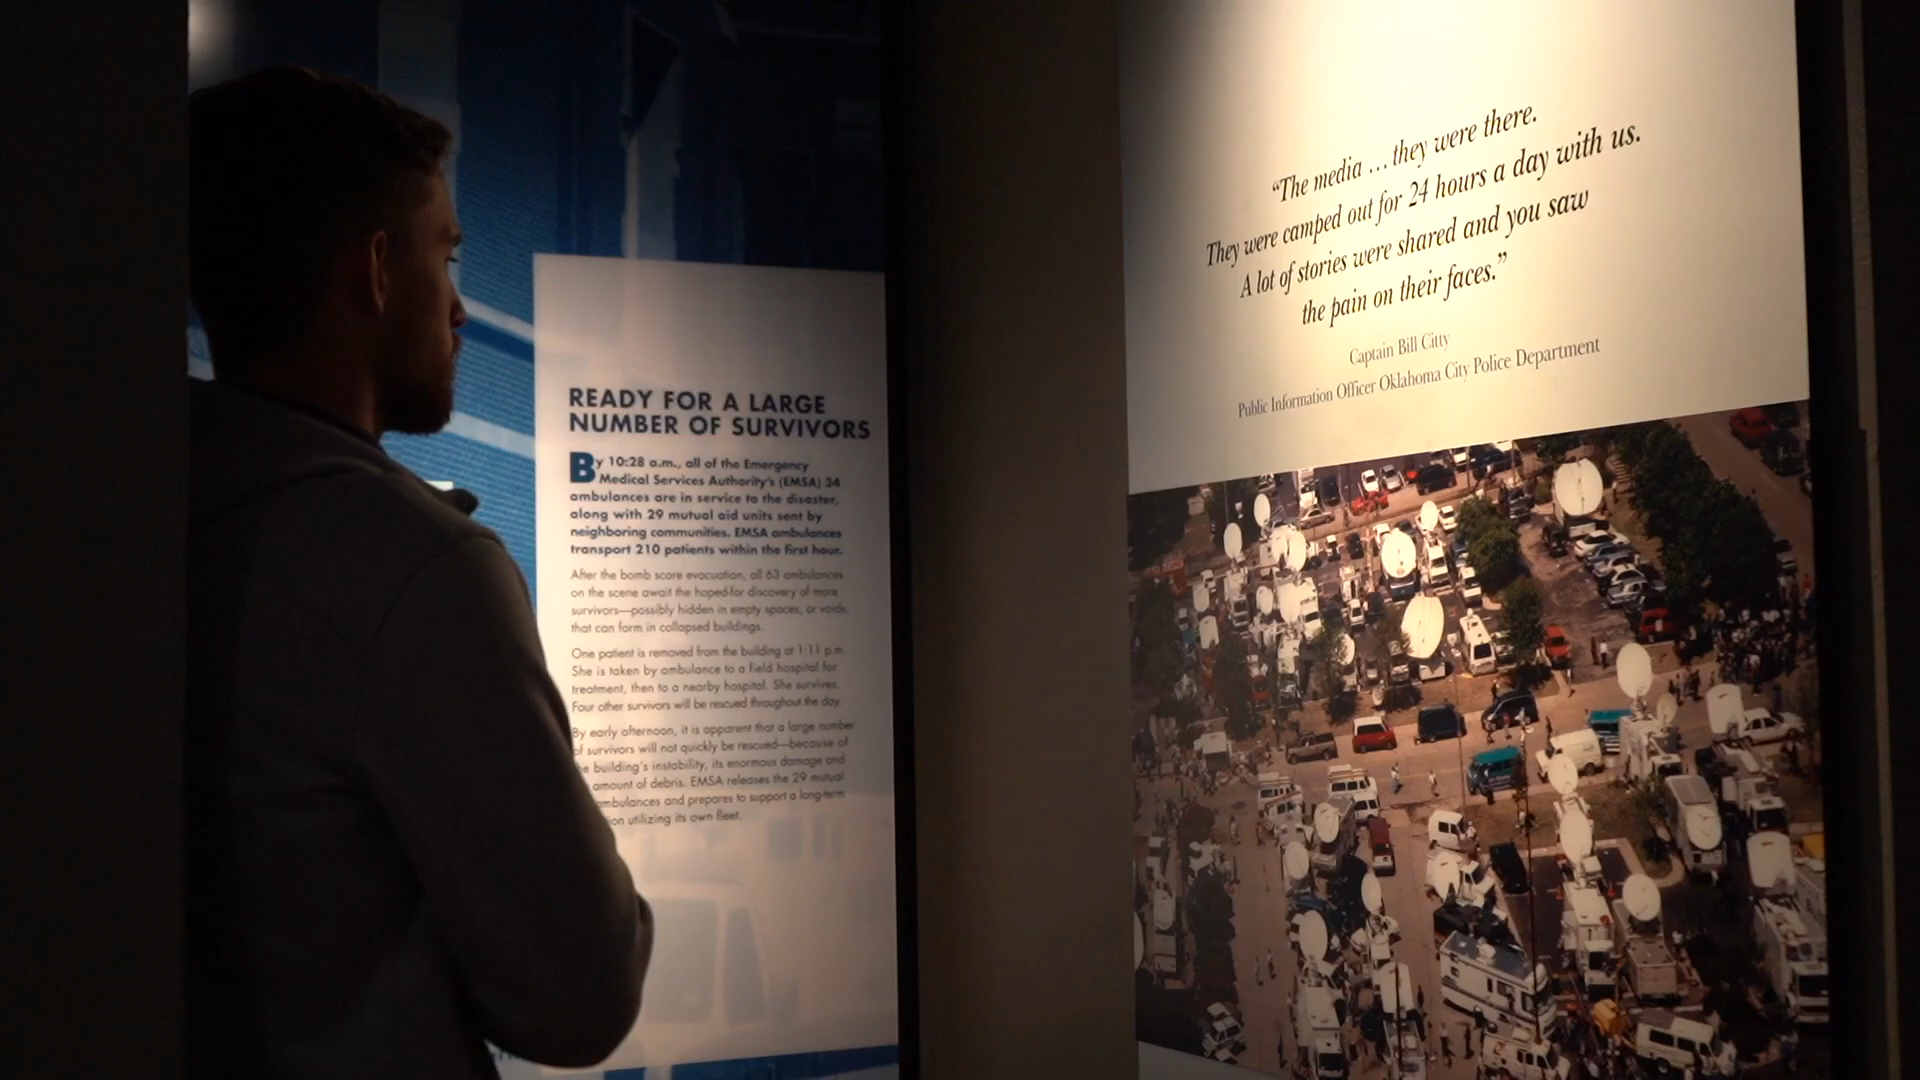 READY FOR A LARGE
NUMBER OF SURVIVORS
By 10:28 a.m., all of the Emergency
Medical Services Authority's (EMSA) 34
ambulances are in service to the disaster,
along with 29 mutual aid units sent by
neighboring communities. EMSA ambulances
transport 210 patients within the first hour.
After the bomb scare evacuation, all 63 ambulances
on the scene await the hoped-for discovery of more
survivors—possibly hidden in empty spaces, or voids,
that can form in collapsed buildings.
One patient is removed from the building at 1:11 p.m.
She is taken by ambulance to a field hospital for
treatment, then to a nearby hospital. She survives.
Four other survivors will be rescued throughout the day.
By early afternoon, it is apparent that a large number
of survivors will not quickly be rescued—because of
he building's instability, its enormous damage and
amount of debris. EMSA releases the 29 mutual
mbulances and prepares to support a long-term
ion utilizing its own fleet.
“The media ... they were there.
They were camped out for 24 hours a day with us.
A lot of stories were shared and you saw
the pain on their faces.”
Captain Bill Citty
Public Information Officer Oklahoma City Police Department